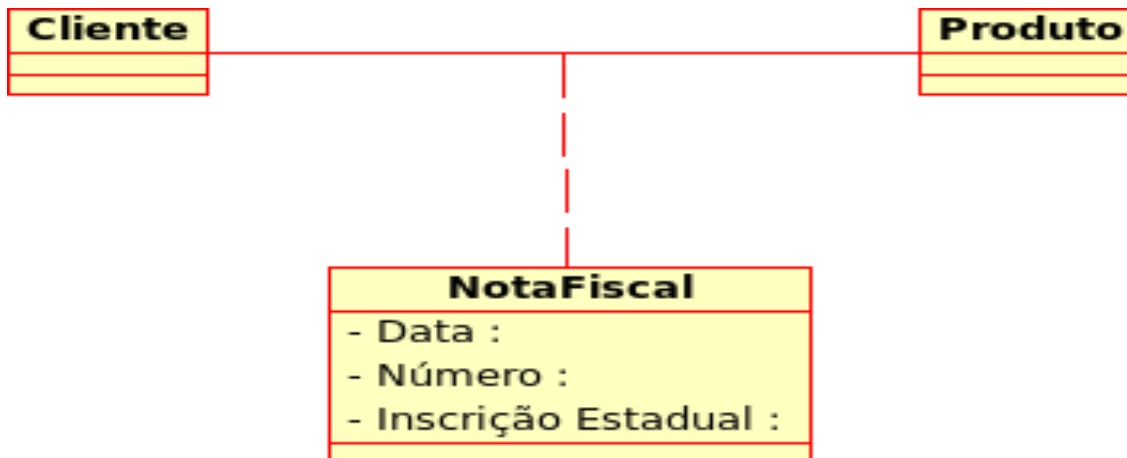 Cliente
Produto
NotaFiscal
- Data :
- Número :
- Inscrição Estadual :